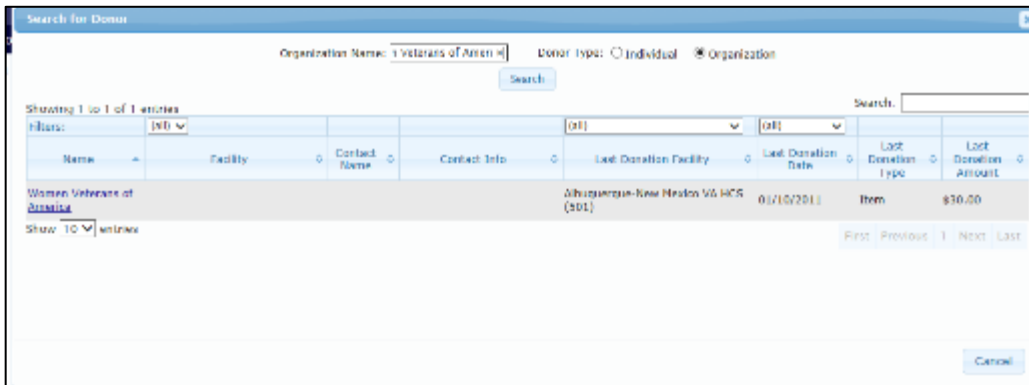 Search for Donor
Organization Name: n Veterans of Ameri Donor Type: Individual Organization
Search
Showing 1 to 1 of 1 entries Search:
Filters: (all) (all) (all)
Name Facility Contact Name Contact Info Last Donation Facility Last Donation Date Last Donation Type Last Donation Amount
Women Veterans of America Albuquerque-New Mexico VA HCS (501) 01/10/2011 Item $30.00
Show 10 entries
First Previous 1 Next Last
Cancel